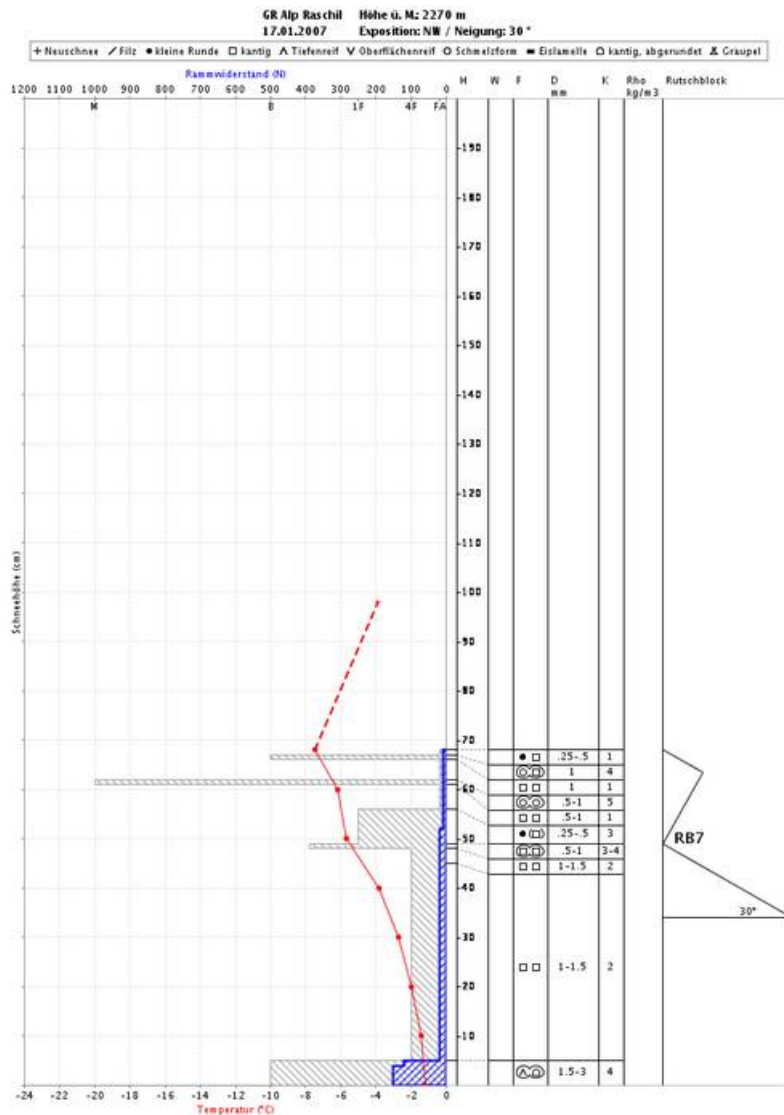 GR Alp Raschil Höhe ü. M.: 2270 m
17.01.2007 Exposition: NW / Neigung: 30 °
+ Neuschnee / Filz ● kleine Runde □ kantig Λ Tiefenreif V Oberflächenreif O Schmelzform ▬ Eislamelle kantig, abgerundet Graupel
Rammwiderstand (N) H W F D K Rho Rutschblock
1200 1100 1000 900 800 700 600 500 400 300 200 100 0 mm kg/m3
M B 1F 4F FA
190
180
170
160
150
140
130
120
110
Schneehöhe (cm)
100
90
80
70
● □ .25-.5 1
1 4
60 □ □ 1 1
.5-1 5
□ □ .5-1 1
50 ● (□) .25-.5 3
RB7
.5-1 3-4
□ □ 1-1.5 2
40
30°
30
□ □ 1-1.5 2
20
10
1.5-3 4
-24 -22 -20 -18 -16 -14 -12 -10 -8 -6 -4 -2 0
Temperatur (°C)